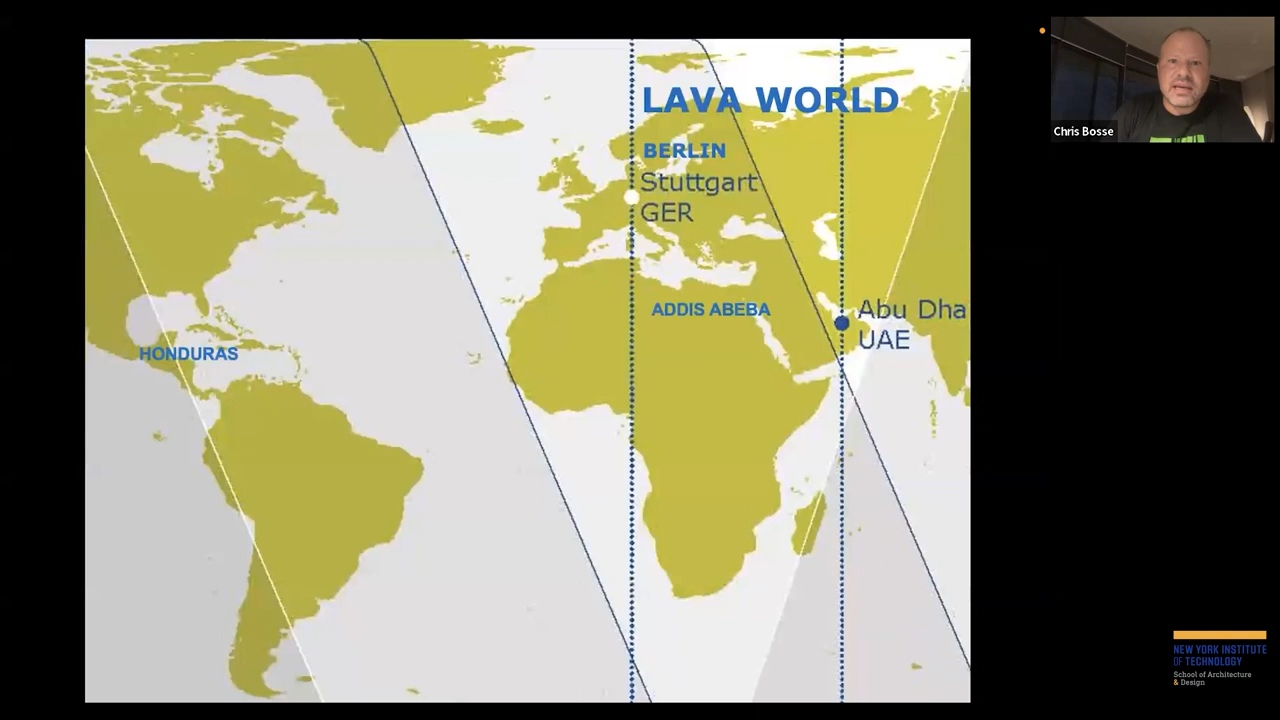 LAVA WORLD
BERLIN
Stuttgart
GER
ADDIS ABEBA
Abu Dha
UAE
HONDURAS
Chris Bosse
NEW YORK INSTITUTE
OF TECHNOLOGY
School of Architecture
& Design